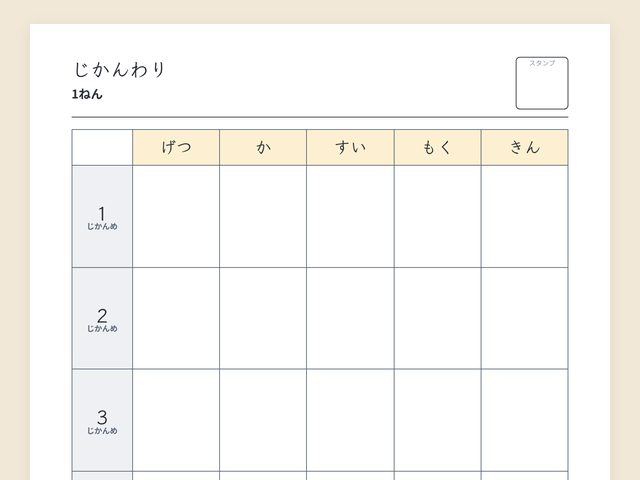 じかんわり
1ねん
スタンプ
げつ か すい もく きん
1
じかんめ
2
じかんめ
3
じかんめ